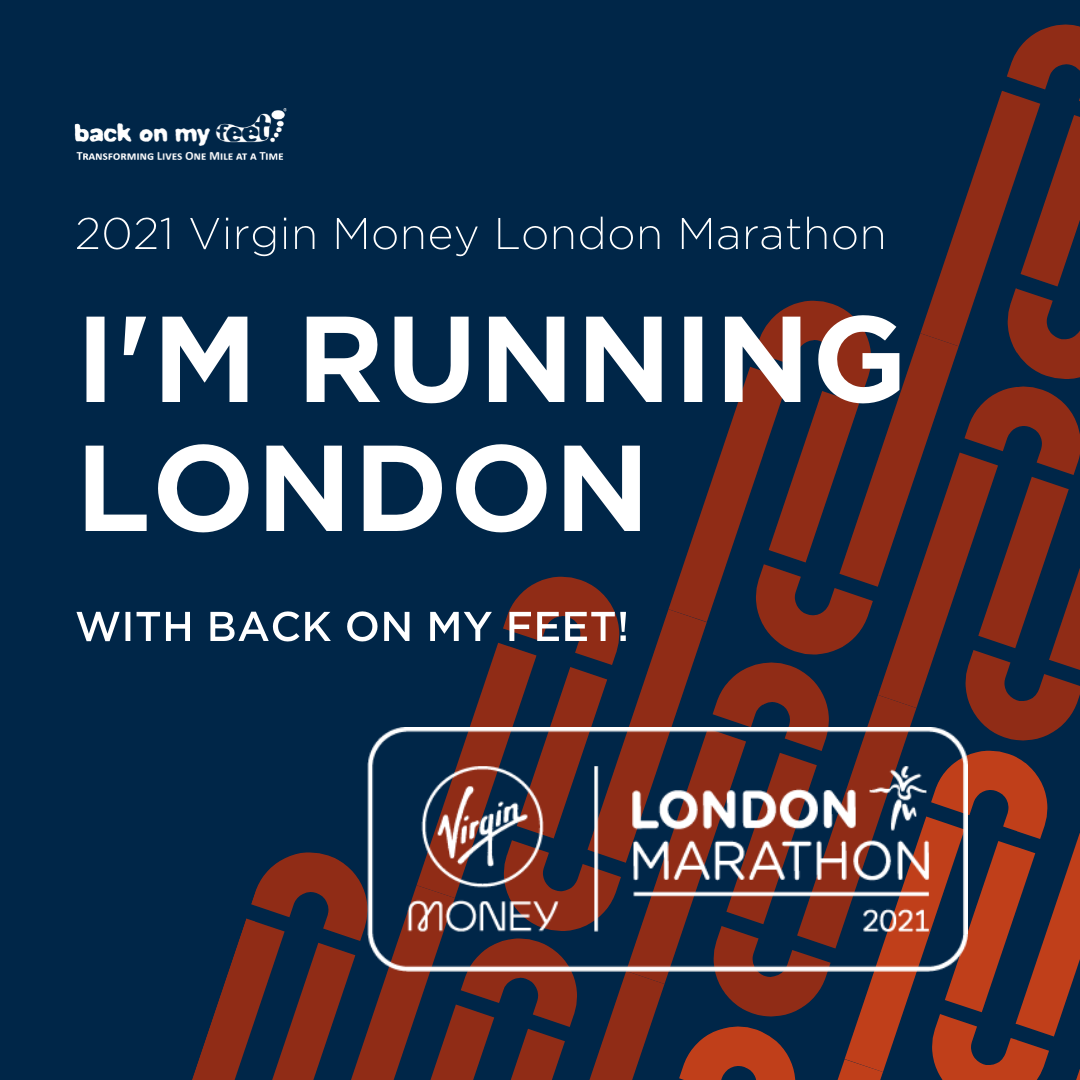 back on my feet!
TRANSFORMING LIVES ONE MILE AT A TIME
2021 Virgin Money London Marathon
I'M RUNNING
LONDON
WITH BACK ON MY FEET!
Virgin
MONEY
LONDON
MARATHON
2021